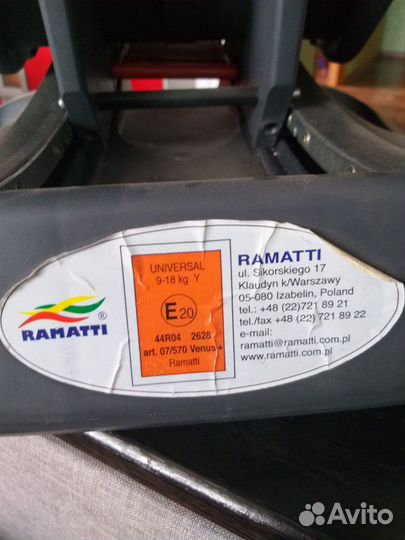 RAMATTI ®
UNIVERSAL
9-18 kg Y
E20
44R04 2628
art. 07/570 Venus+
Ramatti
RAMATTI
ul. Sikorskiego 17
Klaudyn k/Warszawy
05-080 Izabelin, Poland
tel.: +48 (22)721 89 21
tel./fax +48 (22) 721 89 22
e-mail:
ramatti@ramatti.com.pl
www.ramatti.com.pl
Avito